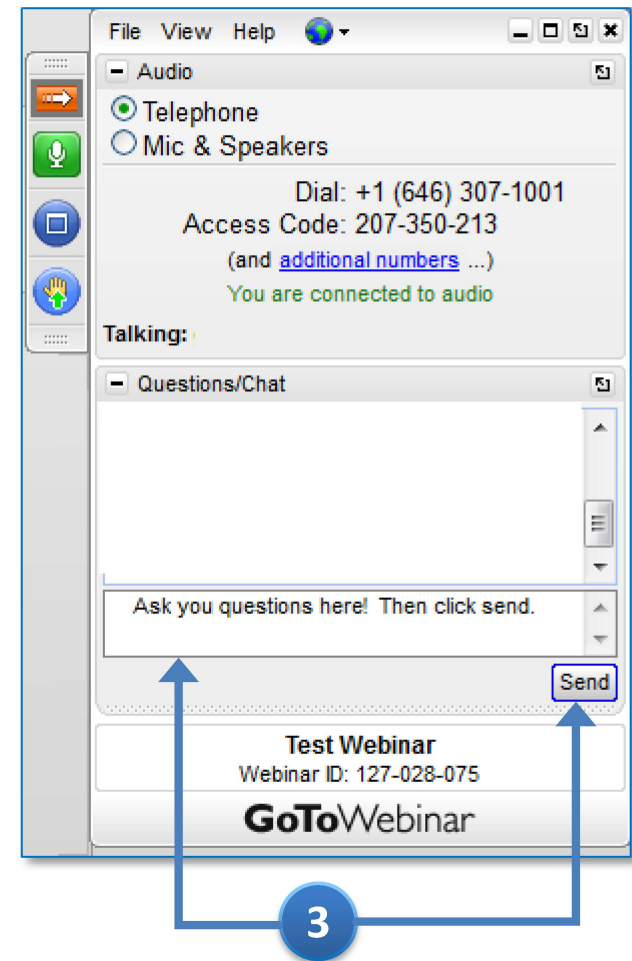 File View Help
Audio
Telephone
Mic & Speakers
Dial: +1 (646) 307-1001
Access Code: 207-350-213
(and additional numbers ...)
You are connected to audio
Talking:
Questions/Chat
Ask you questions here! Then click send.
Send
Test Webinar
Webinar ID: 127-028-075
GoToWebinar
3